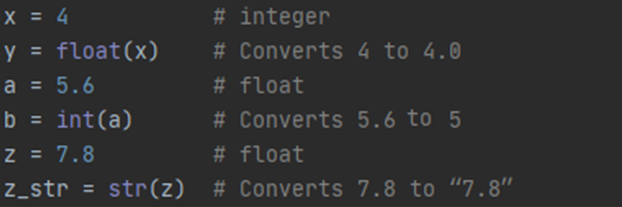 x = 4 # integer
y = float(x) # Converts 4 to 4.0
a = 5.6 # float
b = int(a) # Converts 5.6 to 5
z = 7.8 # float
z_str = str(z) # Converts 7.8 to “7.8”